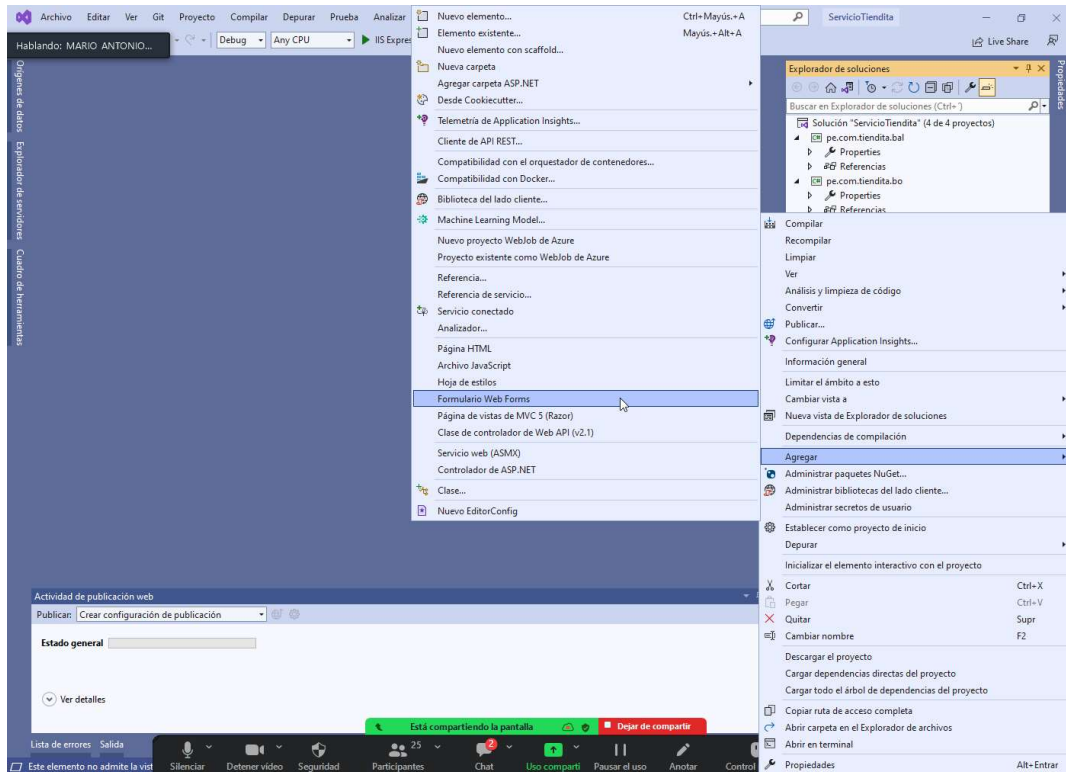 Archivo Editar Ver Git Proyecto Compilar Depurar Prueba Analizar
ServicioTiendita
Hablando: MARIO ANTONIO...
Debug Any CPU IIS Expres
Live Share
Orígenes de datos
Explorador de servidores
Cuadro de herramientas
Nuevo elemento... Ctrl+Mayús.+A
Elemento existente... Mayús.+Alt+A
Nuevo elemento con scaffold...
Nueva carpeta
Agregar carpeta ASP.NET
Desde Cookiecutter...
Telemetría de Application Insights...
Cliente de API REST...
Compatibilidad con el orquestador de contenedores...
Compatibilidad con Docker...
Biblioteca del lado cliente...
Machine Learning Model...
Nuevo proyecto WebJob de Azure
Proyecto existente como WebJob de Azure
Referencia...
Referencia de servicio...
Servicio conectado
Analizador...
Página HTML
Archivo JavaScript
Hoja de estilos
Formulario Web Forms
Página de vistas de MVC 5 (Razor)
Clase de controlador de Web API (v2.1)
Servicio web (ASMX)
Controlador de ASP.NET
Clase...
Nuevo EditorConfig
Explorador de soluciones
Propiedades
Buscar en Explorador de soluciones (Ctrl+´)
Solución "ServicioTiendita" (4 de 4 proyectos)
pe.com.tiendita.bal
Properties
Referencias
pe.com.tiendita.bo
Properties
Referencias
Compilar
Recompilar
Limpiar
Ver
Análisis y limpieza de código
Convertir
Publicar...
Configurar Application Insights...
Información general
Limitar el ámbito a esto
Cambiar vista a
Nueva vista de Explorador de soluciones
Dependencias de compilación
Agregar
Administrar paquetes NuGet...
Administrar bibliotecas del lado cliente...
Administrar secretos de usuario
Establecer como proyecto de inicio
Depurar
Inicializar el elemento interactivo con el proyecto
Cortar Ctrl+X
Pegar Ctrl+V
Quitar Supr
Cambiar nombre F2
Descargar el proyecto
Cargar dependencias directas del proyecto
Cargar todo el árbol de dependencias del proyecto
Copiar ruta de acceso completa
Abrir carpeta en el Explorador de archivos
Abrir en terminal
Propiedades Alt+Entrar
Actividad de publicación web
Publicar: Crear configuración de publicación
Estado general
Ver detalles
Está compartiendo la pantalla Dejar de compartir
Lista de errores Salida
Este elemento no admite la vist
Silenciar Detener video Seguridad Participantes 25 Chat 2 Uso comparti Pausar el uso Anotar Control